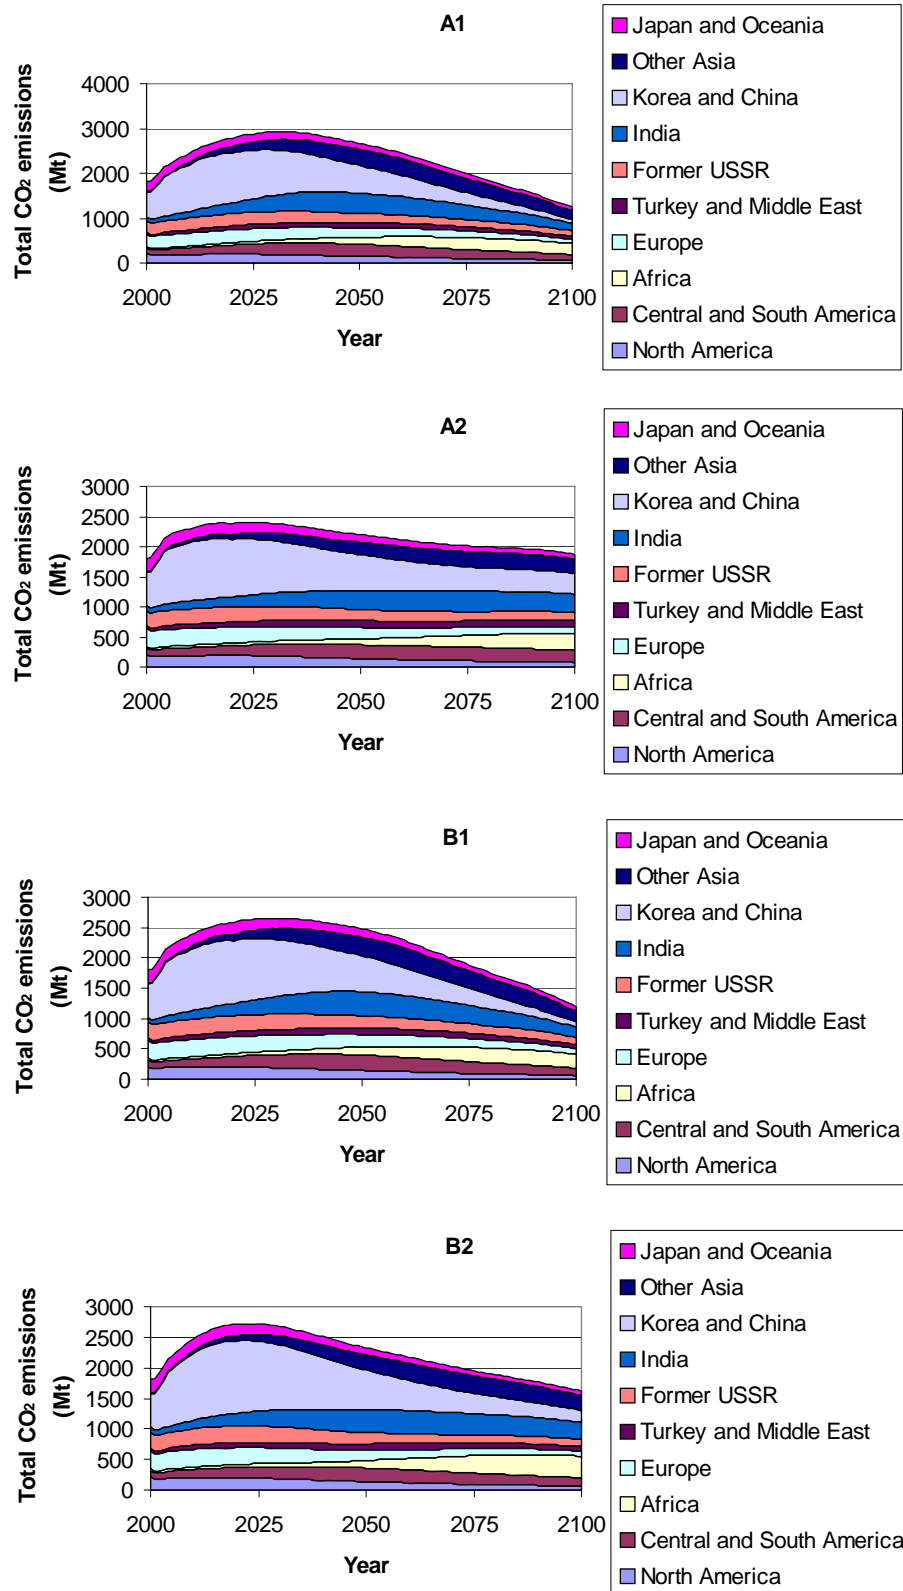 A1
Total CO2 emissions
(Mt)
4000
3000
2000
1000
0
2000 2025 2050 2075 2100
Year
Japan and Oceania
Other Asia
Korea and China
India
Former USSR
Turkey and Middle East
Europe
Africa
Central and South America
North America
A2
Total CO2 emissions
(Mt)
3000
2500
2000
1500
1000
500
0
2000 2025 2050 2075 2100
Year
Japan and Oceania
Other Asia
Korea and China
India
Former USSR
Turkey and Middle East
Europe
Africa
Central and South America
North America
B1
Total CO2 emissions
(Mt)
3000
2500
2000
1500
1000
500
0
2000 2025 2050 2075 2100
Year
Japan and Oceania
Other Asia
Korea and China
India
Former USSR
Turkey and Middle East
Europe
Africa
Central and South America
North America
B2
Total CO2 emissions
(Mt)
3000
2500
2000
1500
1000
500
0
2000 2025 2050 2075 2100
Year
Japan and Oceania
Other Asia
Korea and China
India
Former USSR
Turkey and Middle East
Europe
Africa
Central and South America
North America